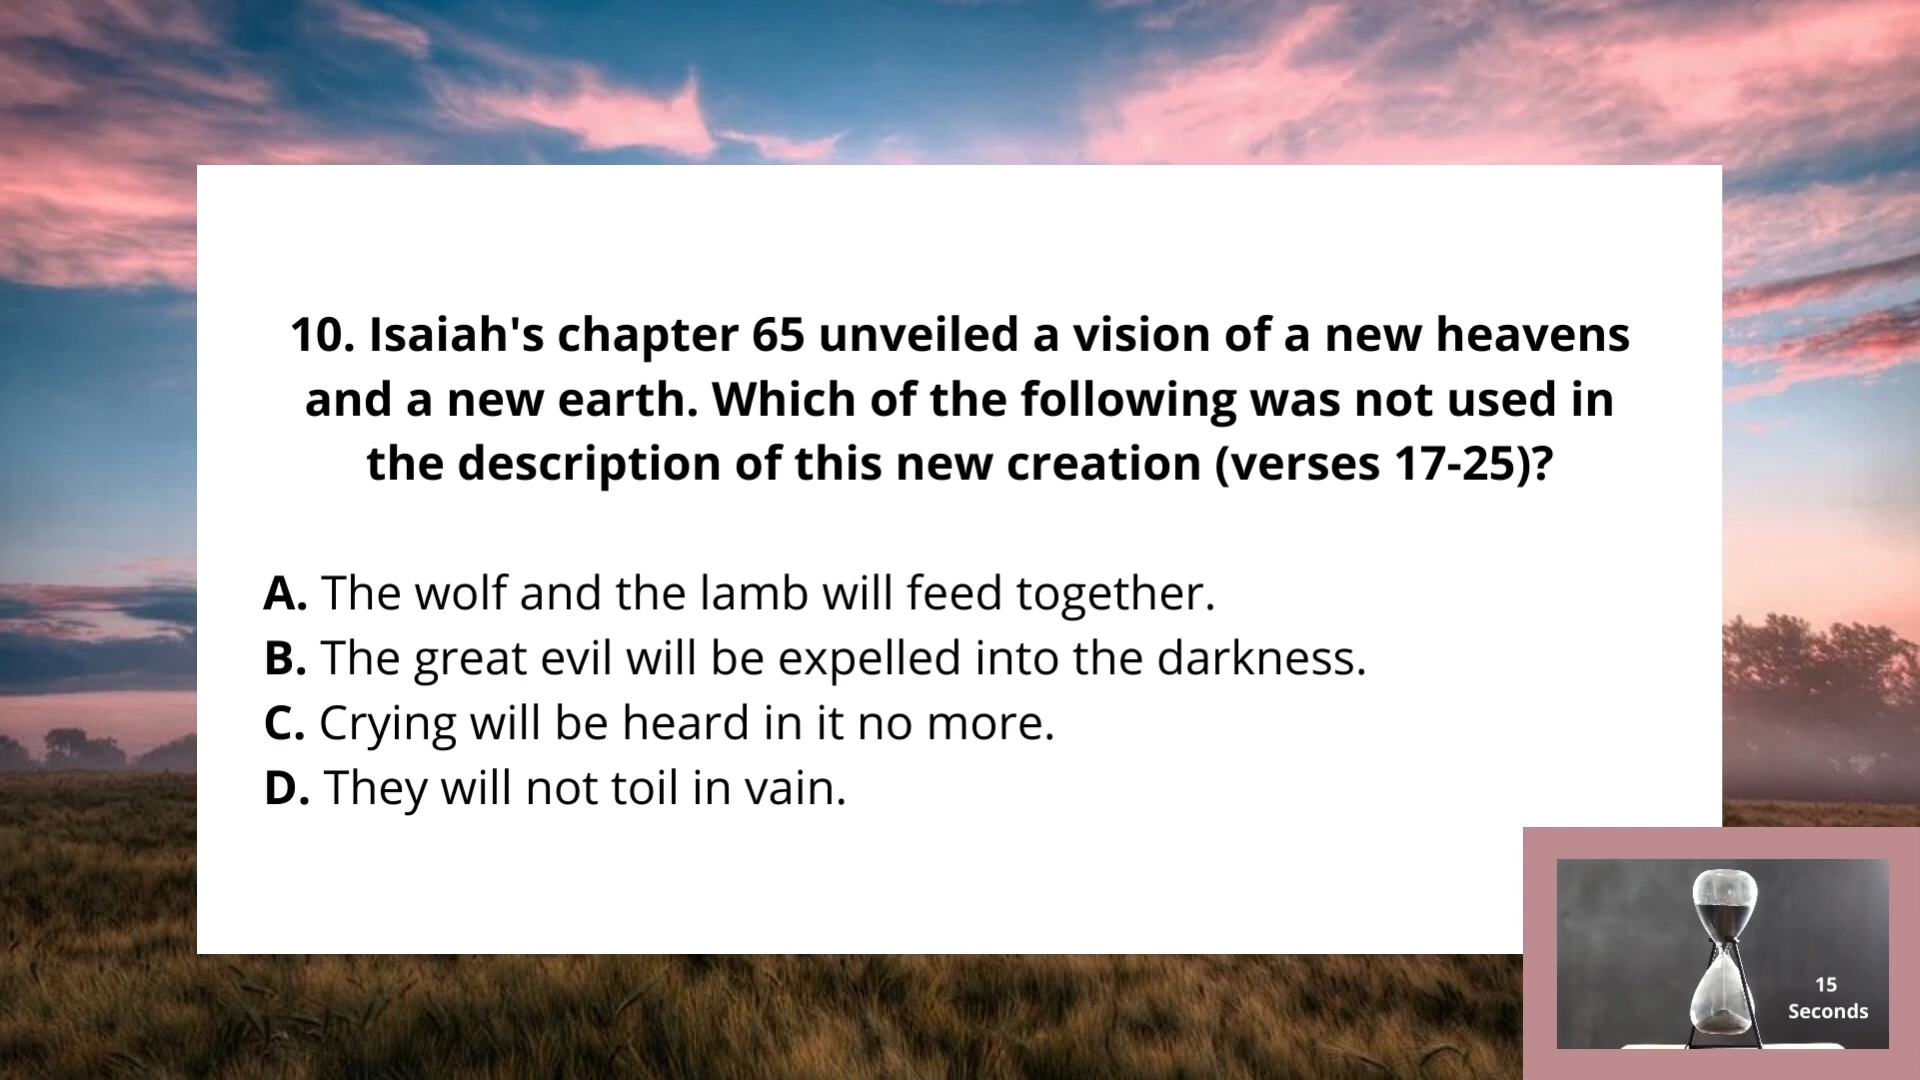 10. Isaiah's chapter 65 unveiled a vision of a new heavens
and a new earth. Which of the following was not used in
the description of this new creation (verses 17-25)?
A. The wolf and the lamb will feed together.
B. The great evil will be expelled into the darkness.
C. Crying will be heard in it no more.
D. They will not toil in vain.
15
Seconds